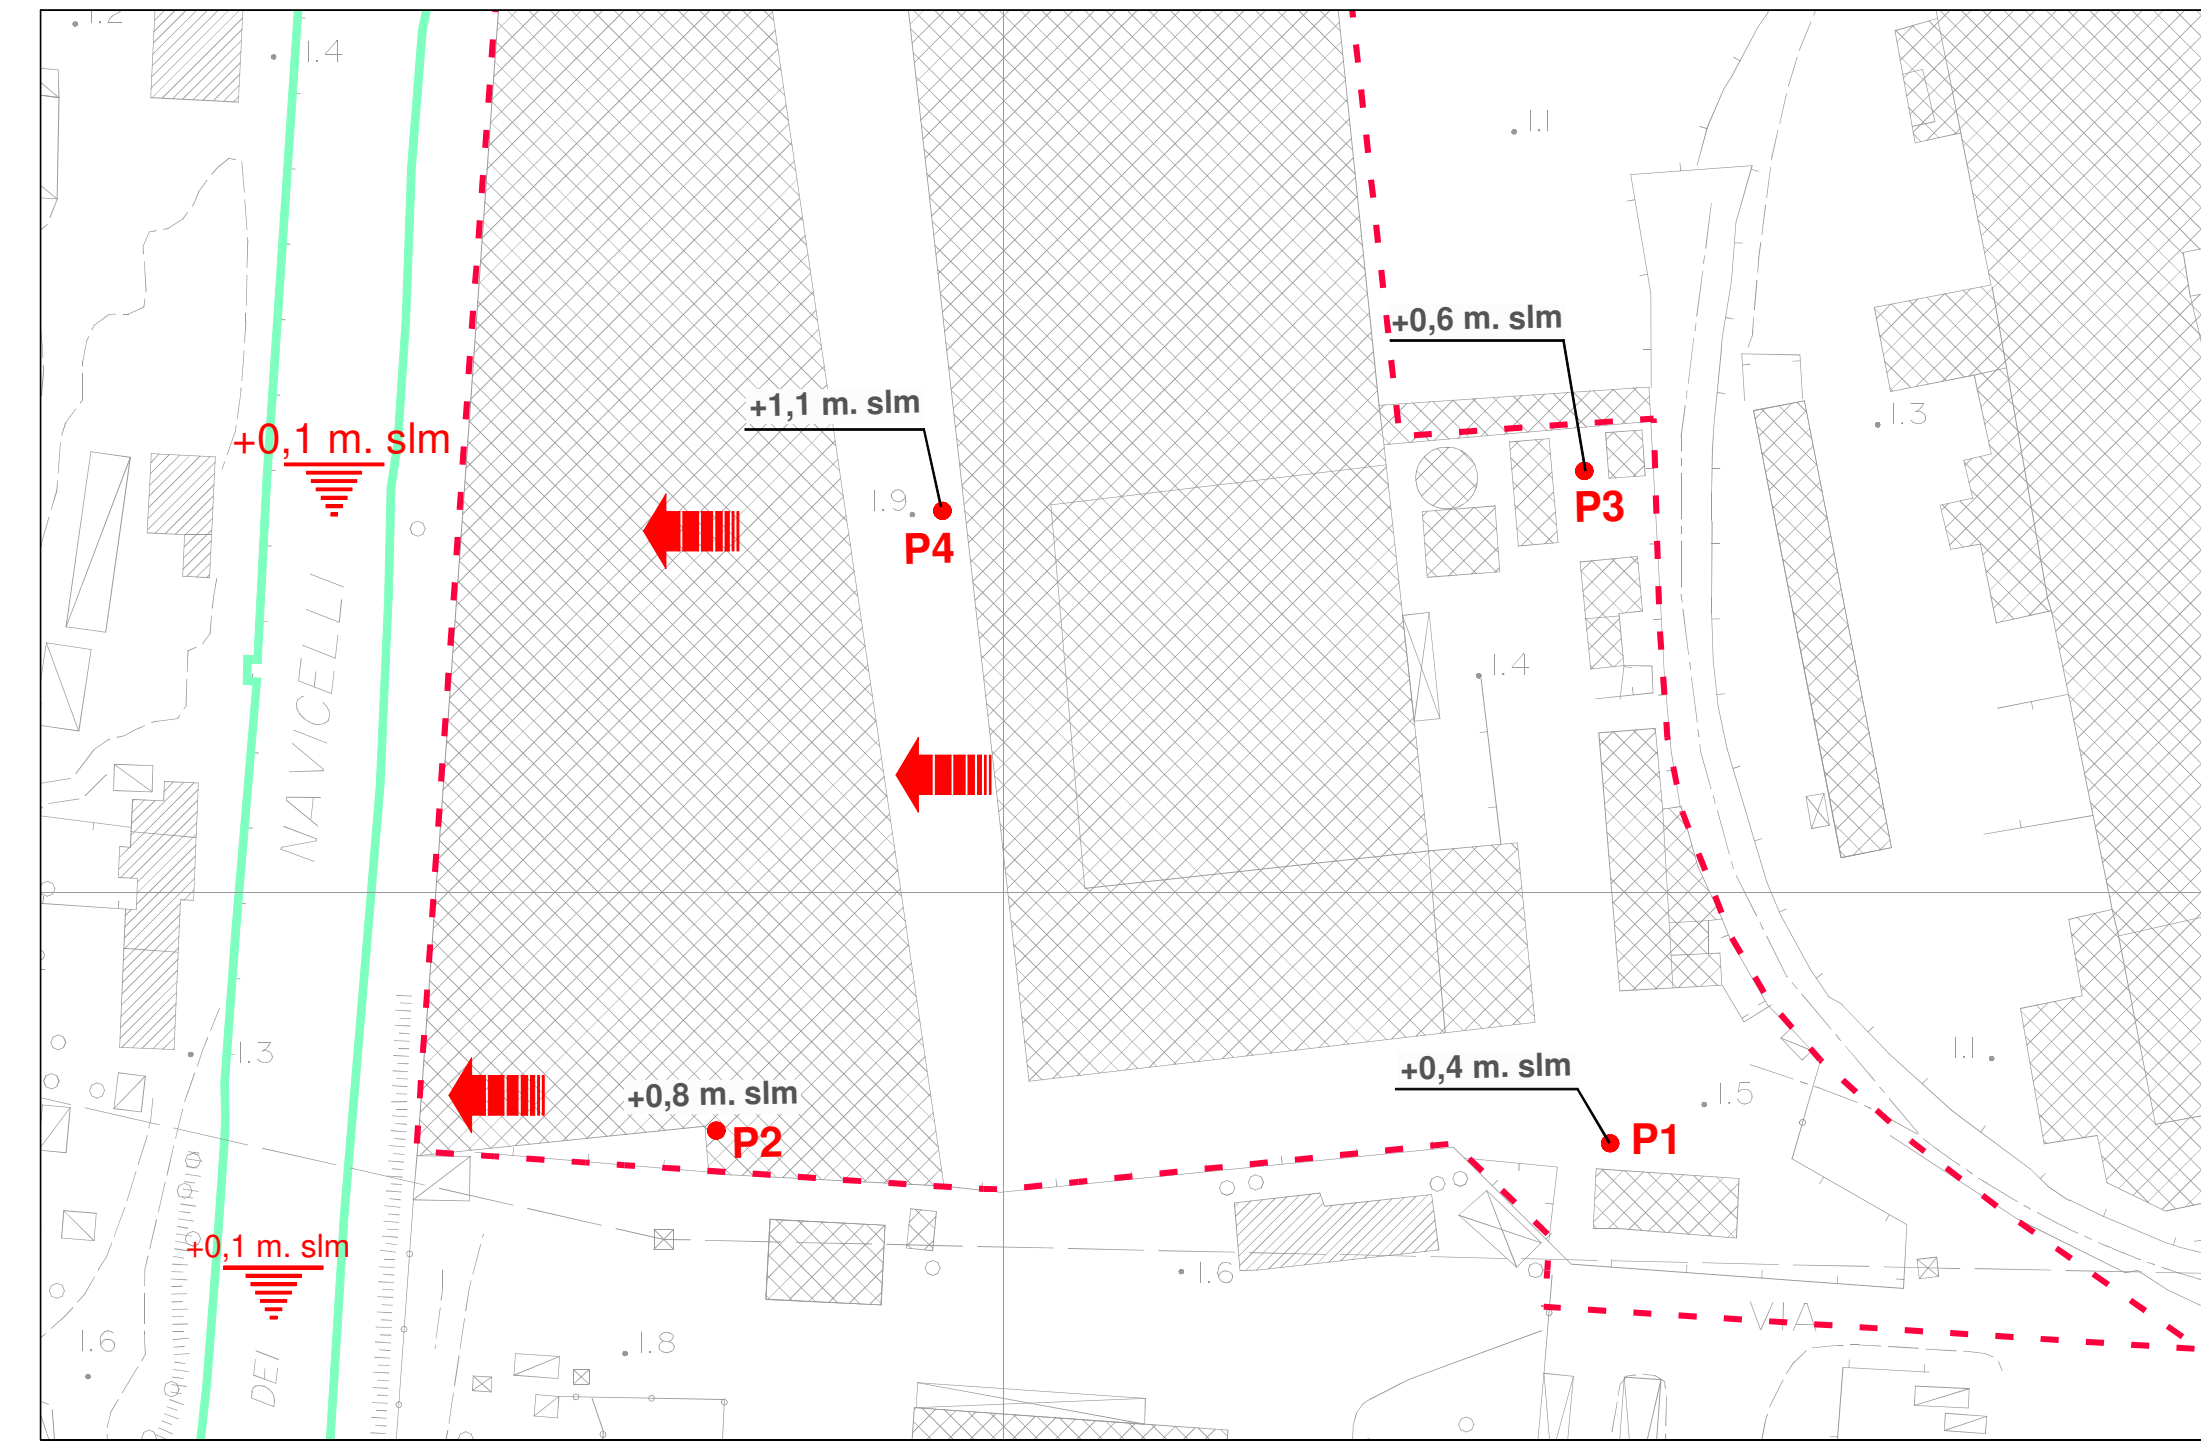 1.2
1.4
1.1
+0,6 m. slm
+1,1 m. slm
1.3
+0,1 m. slm
1.9
P4
P3
NAVICELLI
1.4
1.3
1.1
+0,4 m. slm
+0,8 m. slm
1.5
P2
P1
+0,1 m. slm
1.6
VIA
1.6
1.8
DEI